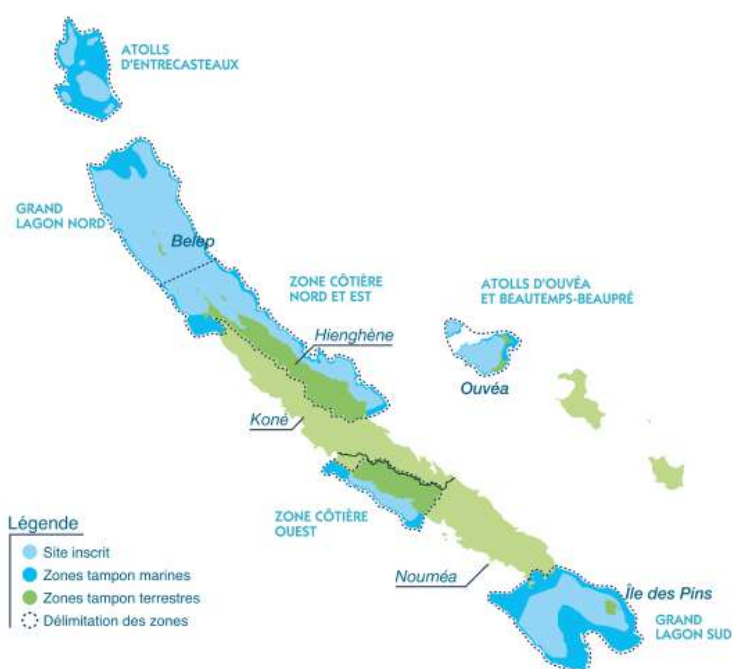 ATOLLS
D'ENTRECASTEAUX
GRAND
LAGON NORD
Belep
ZONE CÔTIÈRE
NORD ET EST
ATOLLS D'OUVÉA
ET BEAUTEMPS-BEAUPRÉ
Hienghène
Ouvéa
Koné
ZONE CÔTIÈRE
OUEST
Légende
Site inscrit
Zones tampon marines
Zones tampon terrestres
Délimitation des zones
Nouméa
Île des Pins
GRAND
LAGON SUD